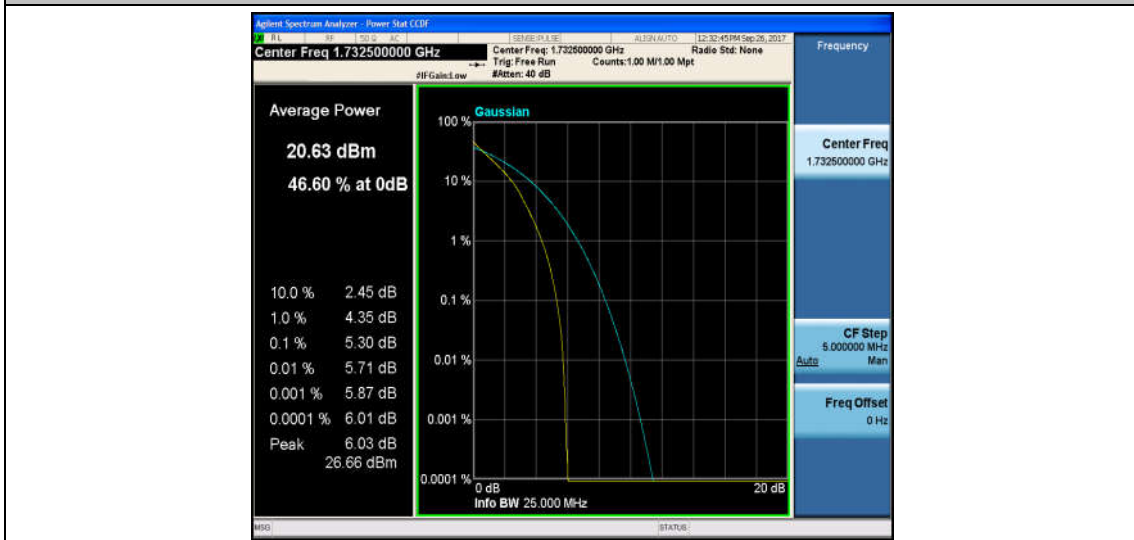 Agilent Spectrum Analyzer - Power Stat CCDF
RL RF 50 Ω AC SENSE:PULSE ALIGN AUTO 12:32:45 PM Sep 26, 2017
Center Freq 1.732500000 GHz
Center Freq: 1.732500000 GHz Radio Std: None
Trig: Free Run Counts:1.00 M/1.00 Mpt
#IFGain:Low #Atten: 40 dB
Frequency
Average Power
20.63 dBm
46.60 % at 0dB
10.0 % 2.45 dB
1.0 % 4.35 dB
0.1 % 5.30 dB
0.01 % 5.71 dB
0.001 % 5.87 dB
0.0001 % 6.01 dB
Peak 6.03 dB
26.66 dBm
Gaussian
100 %
10 %
1 %
0.1 %
0.01 %
0.001 %
0.0001 %
0 dB 20 dB
Info BW 25.000 MHz
Center Freq
1.732500000 GHz
CF Step
5.000000 MHz
Auto Man
Freq Offset
0 Hz
MSG STATUS